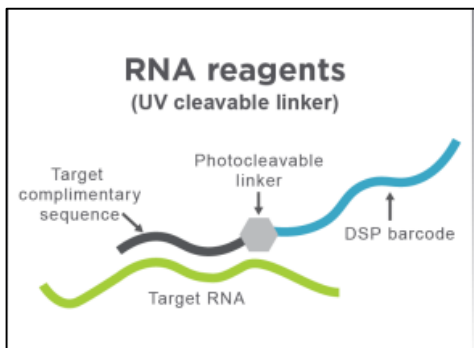 RNA reagents
(UV cleavable linker)
Target
complimentary
sequence
Photocleavable
linker
DSP barcode
Target RNA